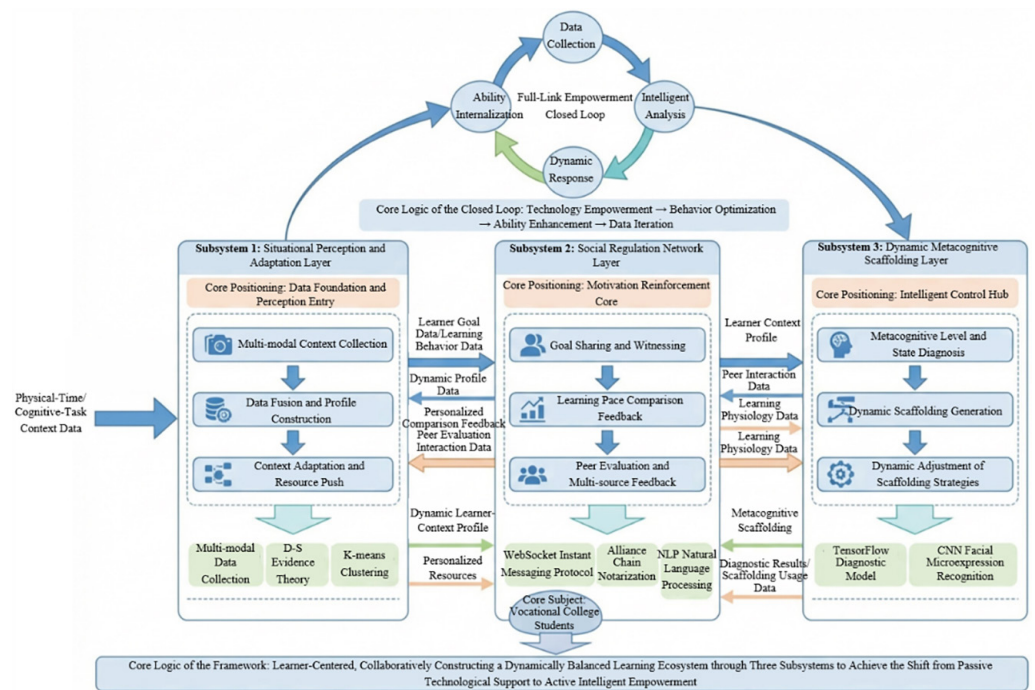 Data
Collection
Ability
Internalization
Full-Link Empowerment
Closed Loop
Intelligent
Analysis
Dynamic
Response
Core Logic of the Closed Loop: Technology Empowerment → Behavior Optimization
→ Ability Enhancement → Data Iteration
Physical-Time/
Cognitive-Task
Context Data
Subsystem 1: Situational Perception and
Adaptation Layer
Core Positioning: Data Foundation and
Perception Entry
Multi-modal Context Collection
Data Fusion and Profile
Construction
Context Adaptation and
Resource Push
Multi-modal
Data
Collection
D-S
Evidence
Theory
K-means
Clustering
Learner Goal
Data/Learning
Behavior Data
Dynamic Profile
Data
Personalized
Comparison Feedback
Peer Evaluation
Interaction Data
Dynamic Learner-
Context Profile
Personalized
Resources
Subsystem 2: Social Regulation Network
Layer
Core Positioning: Motivation Reinforcement
Core
Goal Sharing and Witnessing
Learning Pace Comparison
Feedback
Peer Evaluation and
Multi-source Feedback
WebSocket Instant
Messaging Protocol
Alliance
Chain
Notarization
NLP Natural
Language
Processing
Core Subject:
Vocational College
Students
Learner Context
Profile
Peer Interaction
Data
Learning
Physiology Data
Learning
Physiology Data
Metacognitive
Scaffolding
Diagnostic Results/
Scaffolding Usage
Data
Subsystem 3: Dynamic Metacognitive
Scaffolding Layer
Core Positioning: Intelligent Control Hub
Metacognitive Level and
State Diagnosis
Dynamic Scaffolding Generation
Dynamic Adjustment of
Scaffolding Strategies
TensorFlow
Diagnostic
Model
CNN Facial
Microexpression
Recognition
Core Logic of the Framework: Learner-Centered, Collaboratively Constructing a Dynamically Balanced Learning Ecosystem through Three Subsystems to Achieve the Shift from Passive
Technological Support to Active Intelligent Empowerment